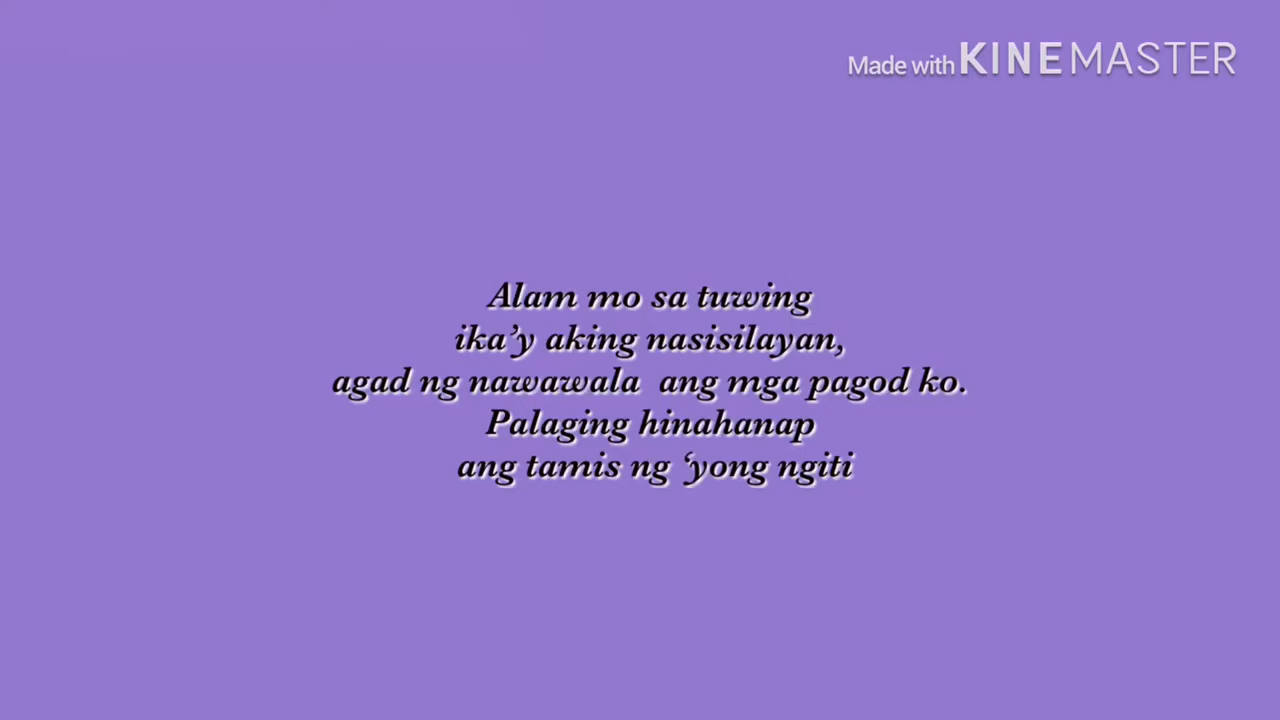 Made with KINEMASTER
Alam mo sa tuwing
ika’y aking nasisilayan,
agad ng nawawala  ang mga pagod ko.
Palaging hinahanap
ang tamis ng ‘yong ngiti